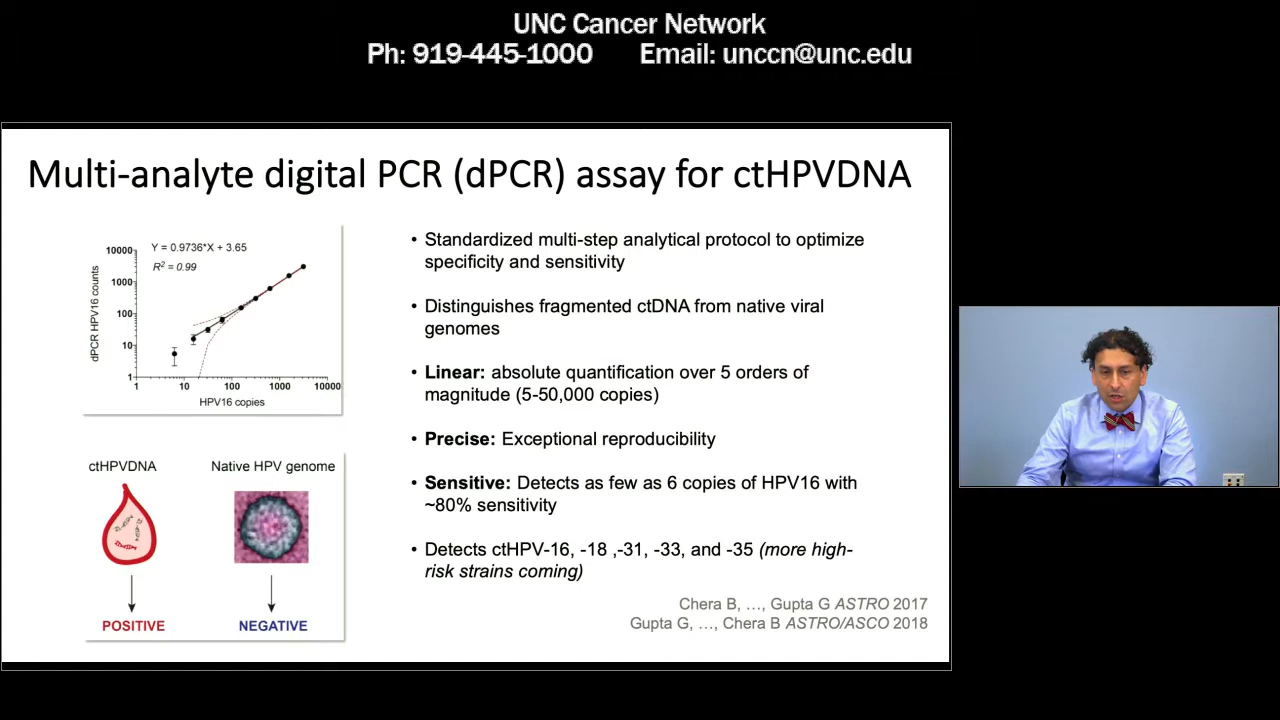 UNC Cancer Network
Ph: 919-445-1000 Email: unccn@unc.edu
Multi-analyte digital PCR (dPCR) assay for ctHPVDNA
Y = 0.9736*X + 3.65
R² = 0.99
10000
1000
100
10
1
dPCR HPV16 counts
1 10 100 1000 10000
HPV16 copies
ctHPVDNA Native HPV genome
POSITIVE NEGATIVE
• Standardized multi-step analytical protocol to optimize
specificity and sensitivity
• Distinguishes fragmented ctDNA from native viral
genomes
• Linear: absolute quantification over 5 orders of
magnitude (5-50,000 copies)
• Precise: Exceptional reproducibility
• Sensitive: Detects as few as 6 copies of HPV16 with
~80% sensitivity
• Detects ctHPV-16, -18 ,-31, -33, and -35 (more high-
risk strains coming)
Chera B, …, Gupta G ASTRO 2017
Gupta G, …, Chera B ASTRO/ASCO 2018